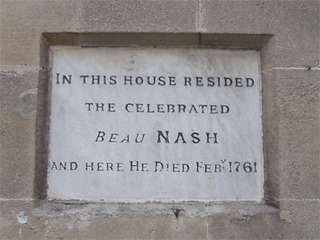 IN THIS HOUSE RESIDED
THE CELEBRATED
BEAU NASH
AND HERE HE DIED FEBY. 1761